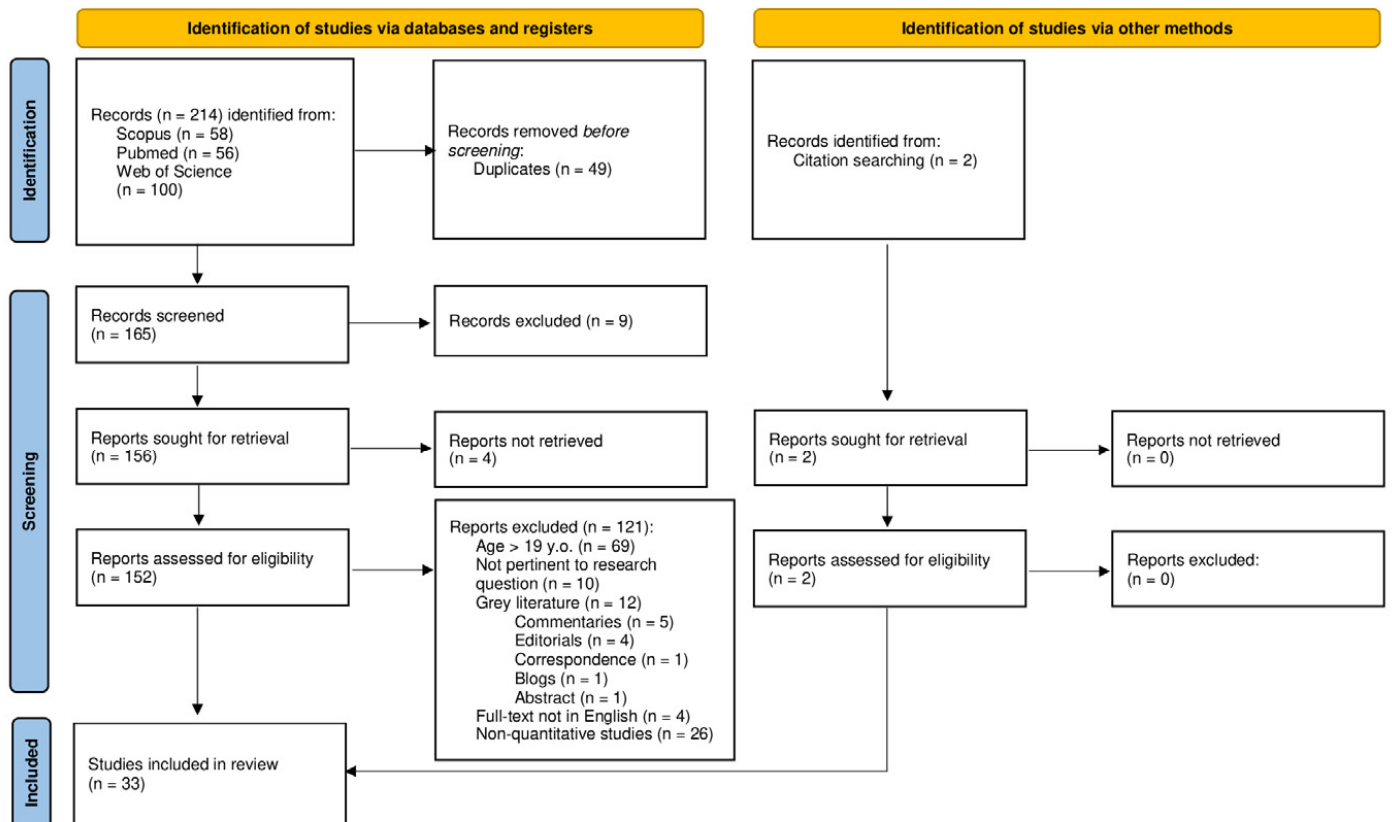 Identification of studies via databases and registers
Identification of studies via other methods
Identification
Records (n = 214) identified from:
Scopus (n = 58)
Pubmed (n = 56)
Web of Science
(n = 100)
Records removed before
screening:
Duplicates (n = 49)
Records identified from:
Citation searching (n = 2)
Screening
Records screened
(n = 165)
Records excluded (n = 9)
Reports sought for retrieval
(n = 156)
Reports not retrieved
(n = 4)
Reports sought for retrieval
(n = 2)
Reports not retrieved
(n = 0)
Reports assessed for eligibility
(n = 152)
Reports excluded (n = 121):
Age > 19 y.o. (n = 69)
Not pertinent to research
question (n = 10)
Grey literature (n = 12)
Commentaries (n = 5)
Editorials (n = 4)
Correspondence (n = 1)
Blogs (n = 1)
Abstract (n = 1)
Full-text not in English (n = 4)
Non-quantitative studies (n = 26)
Reports assessed for eligibility
(n = 2)
Reports excluded:
(n = 0)
Included
Studies included in review
(n = 33)